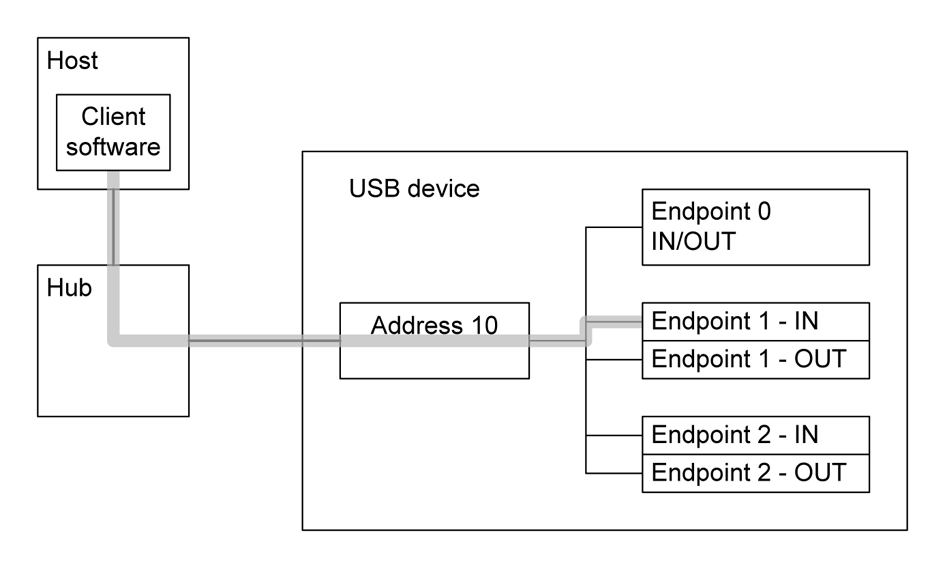 Host
Client
software
Hub
USB device
Address 10
Endpoint 0
IN/OUT
Endpoint 1 - IN
Endpoint 1 - OUT
Endpoint 2 - IN
Endpoint 2 - OUT